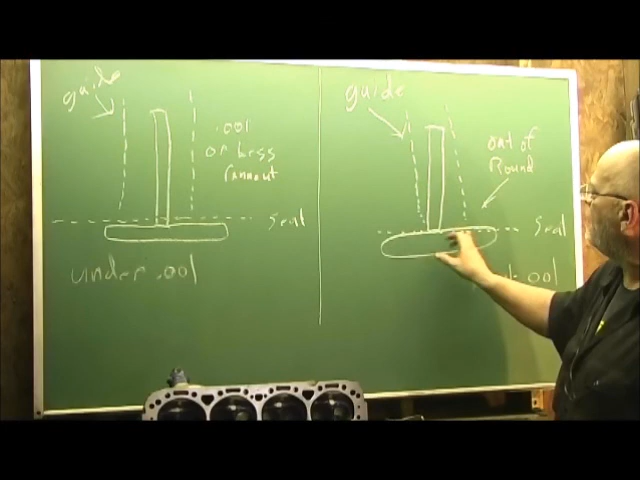 guide
.001
or less
runout
seat
under .001
guide
out of
Round
seat
.001